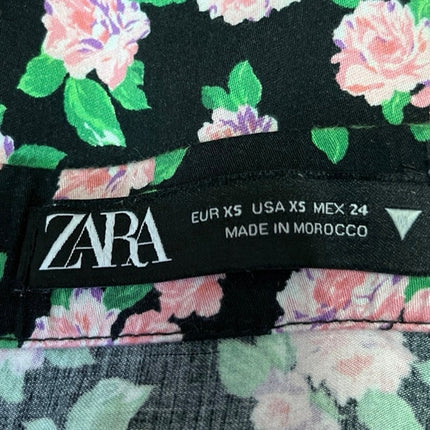 ZARA
EUR XS USA XS MEX 24
MADE IN MOROCCO